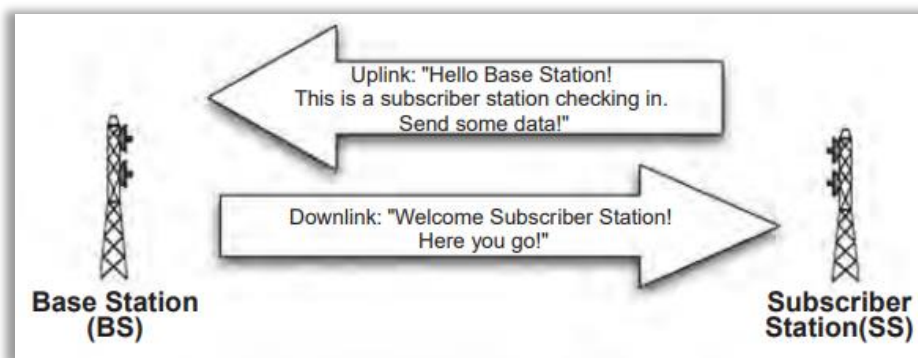 Uplink: "Hello Base Station!
This is a subscriber station checking in.
Send some data!"
Downlink: "Welcome Subscriber Station!
Here you go!"
Base Station
(BS)
Subscriber
Station(SS)